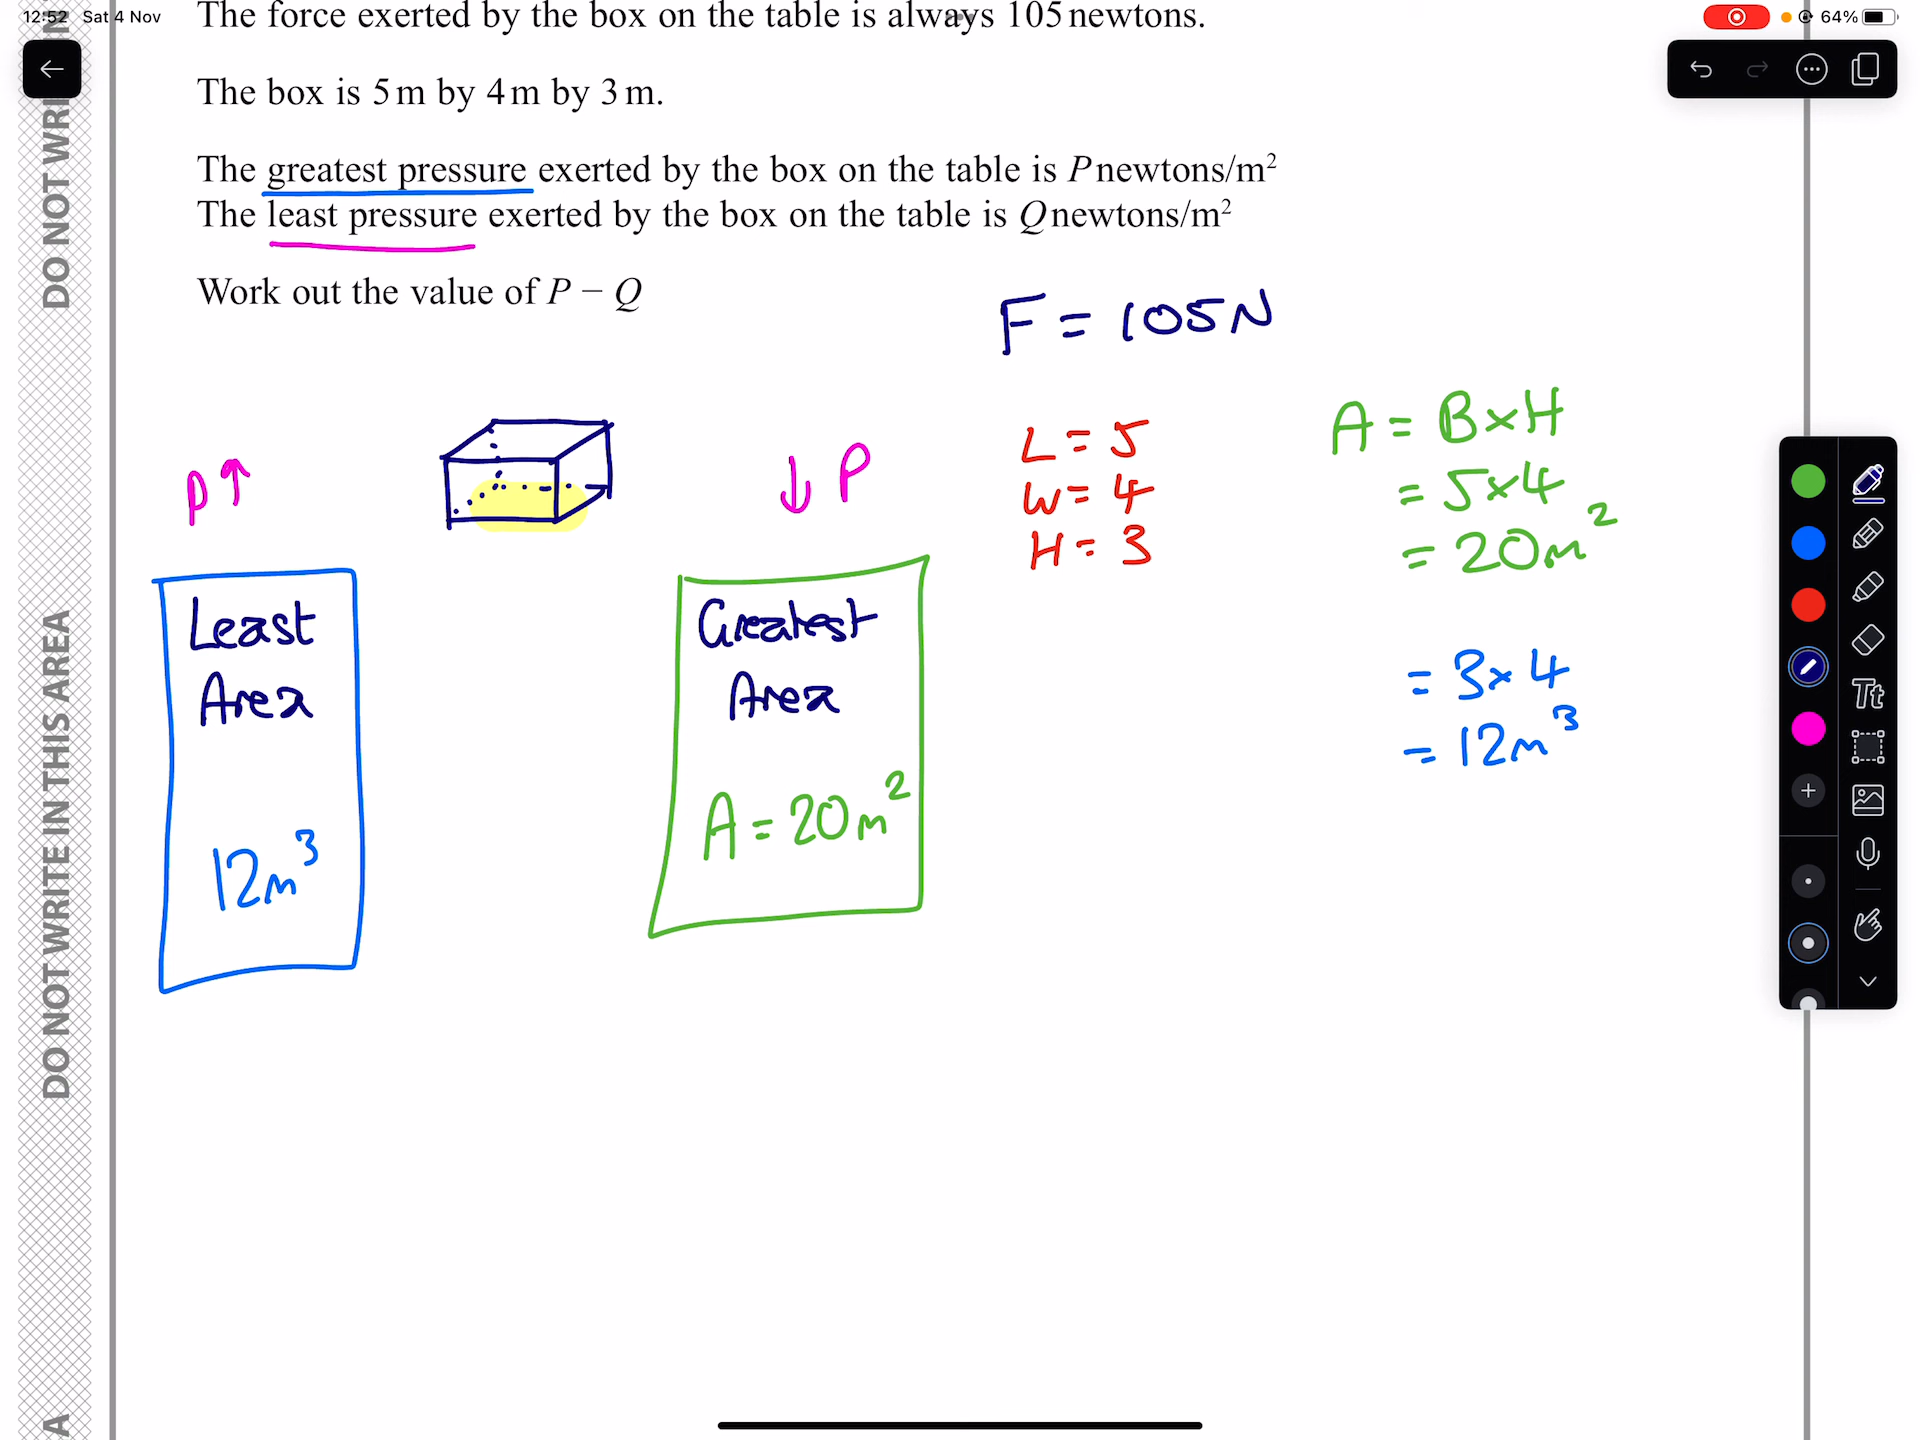 12:52 Sat 4 Nov
64%
The force exerted by the box on the table is always 105 newtons.
The box is 5 m by 4 m by 3 m.
The greatest pressure exerted by the box on the table is P newtons/m²
The least pressure exerted by the box on the table is Q newtons/m²
Work out the value of P − Q
F = 105N
P↑
↓ P
L = 5
W = 4
H = 3
A = B×H
= 5×4
= 20m²
= 3×4
= 12m³
Least
Area
12m³
Greatest
Area
A = 20m²
Tt
DO NOT WRITE IN THIS AREA
DO NOT WRI
A